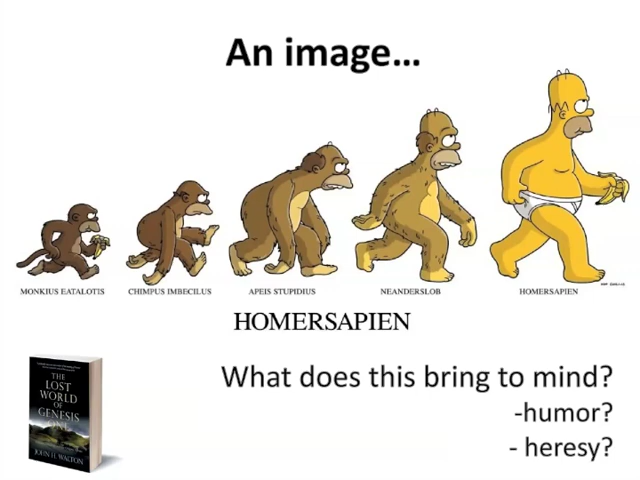 An image...
MONKIUS EATALOTIS
CHIMPUS IMBECILUS
APEIS STUPIDIUS
NEANDERSLOB
HOMERSAPIEN
HOMERSAPIEN
What does this bring to mind?
-humor?
- heresy?
THE
LOST
WORLD
OF
GENESIS
ONE
JOHN H. WALTON